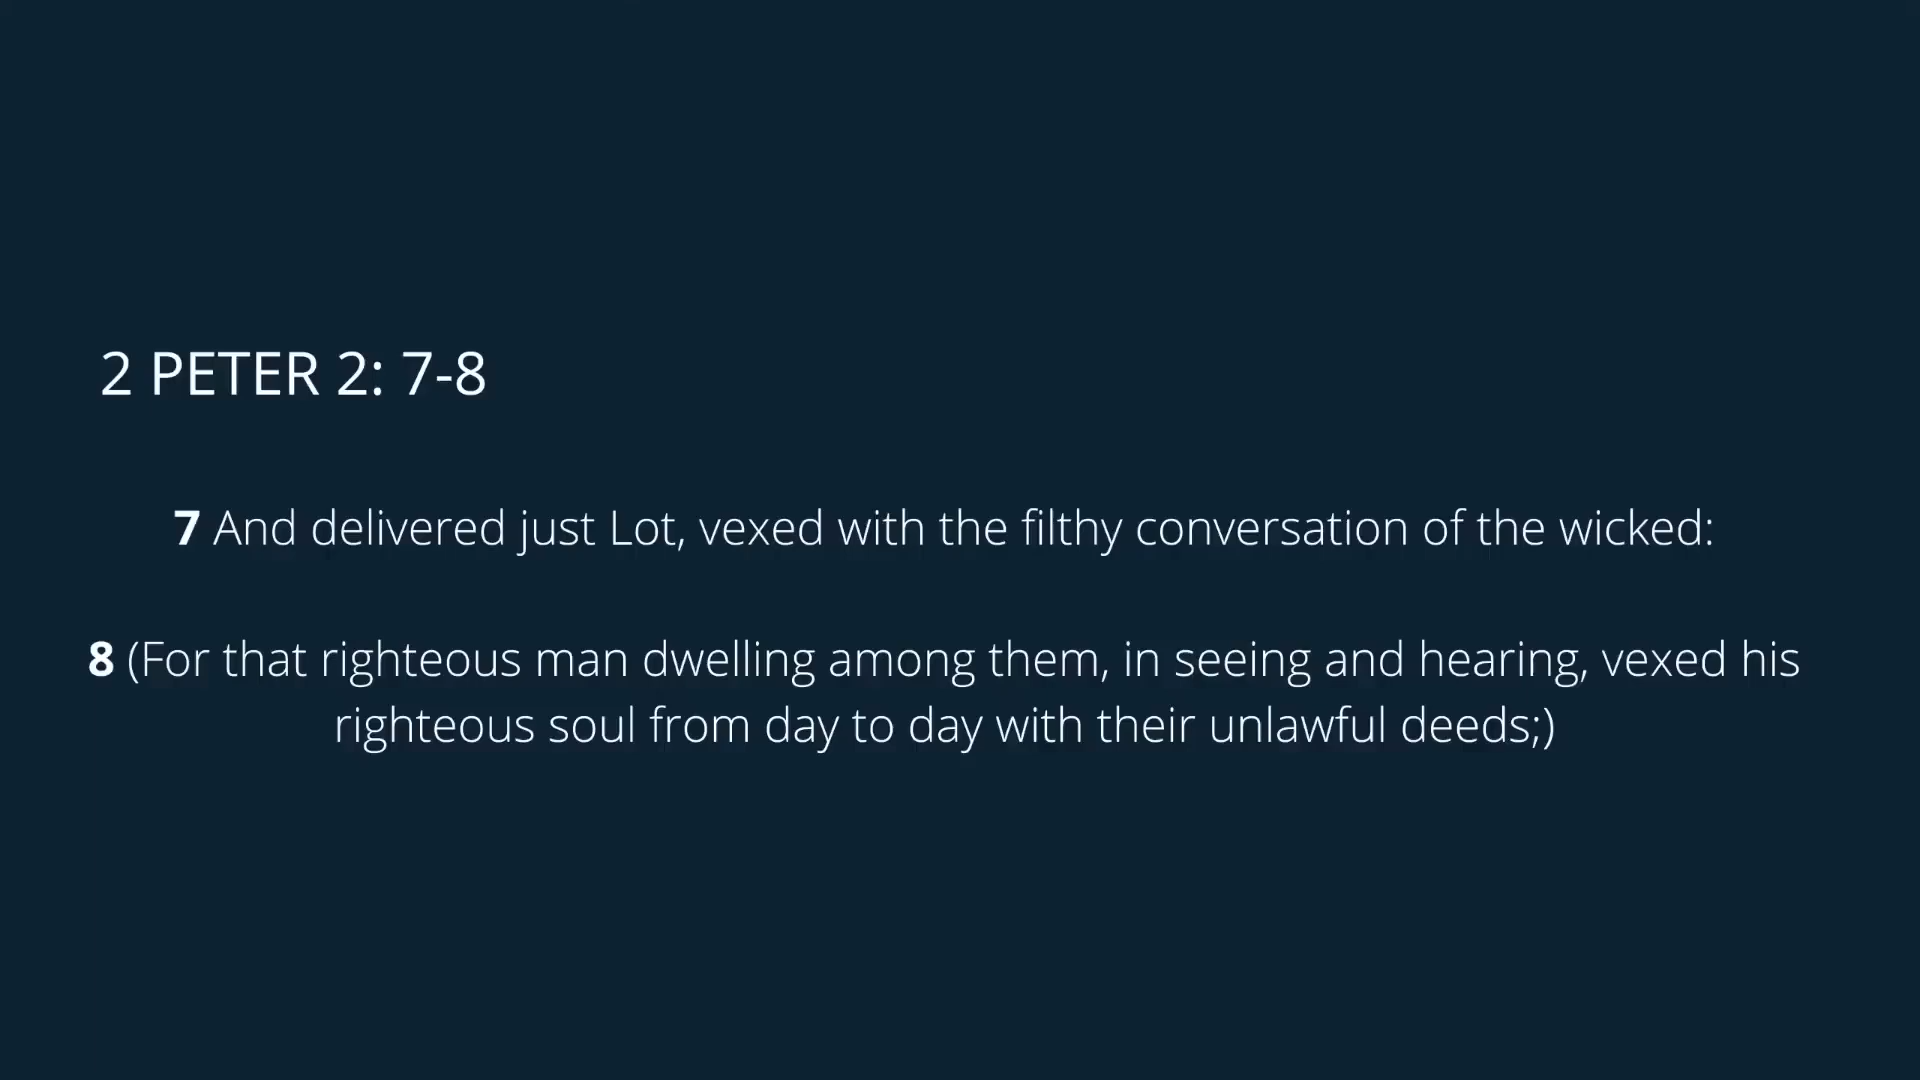 2 PETER 2: 7-8
7 And delivered just Lot, vexed with the filthy conversation of the wicked:
8 (For that righteous man dwelling among them, in seeing and hearing, vexed his
righteous soul from day to day with their unlawful deeds;)